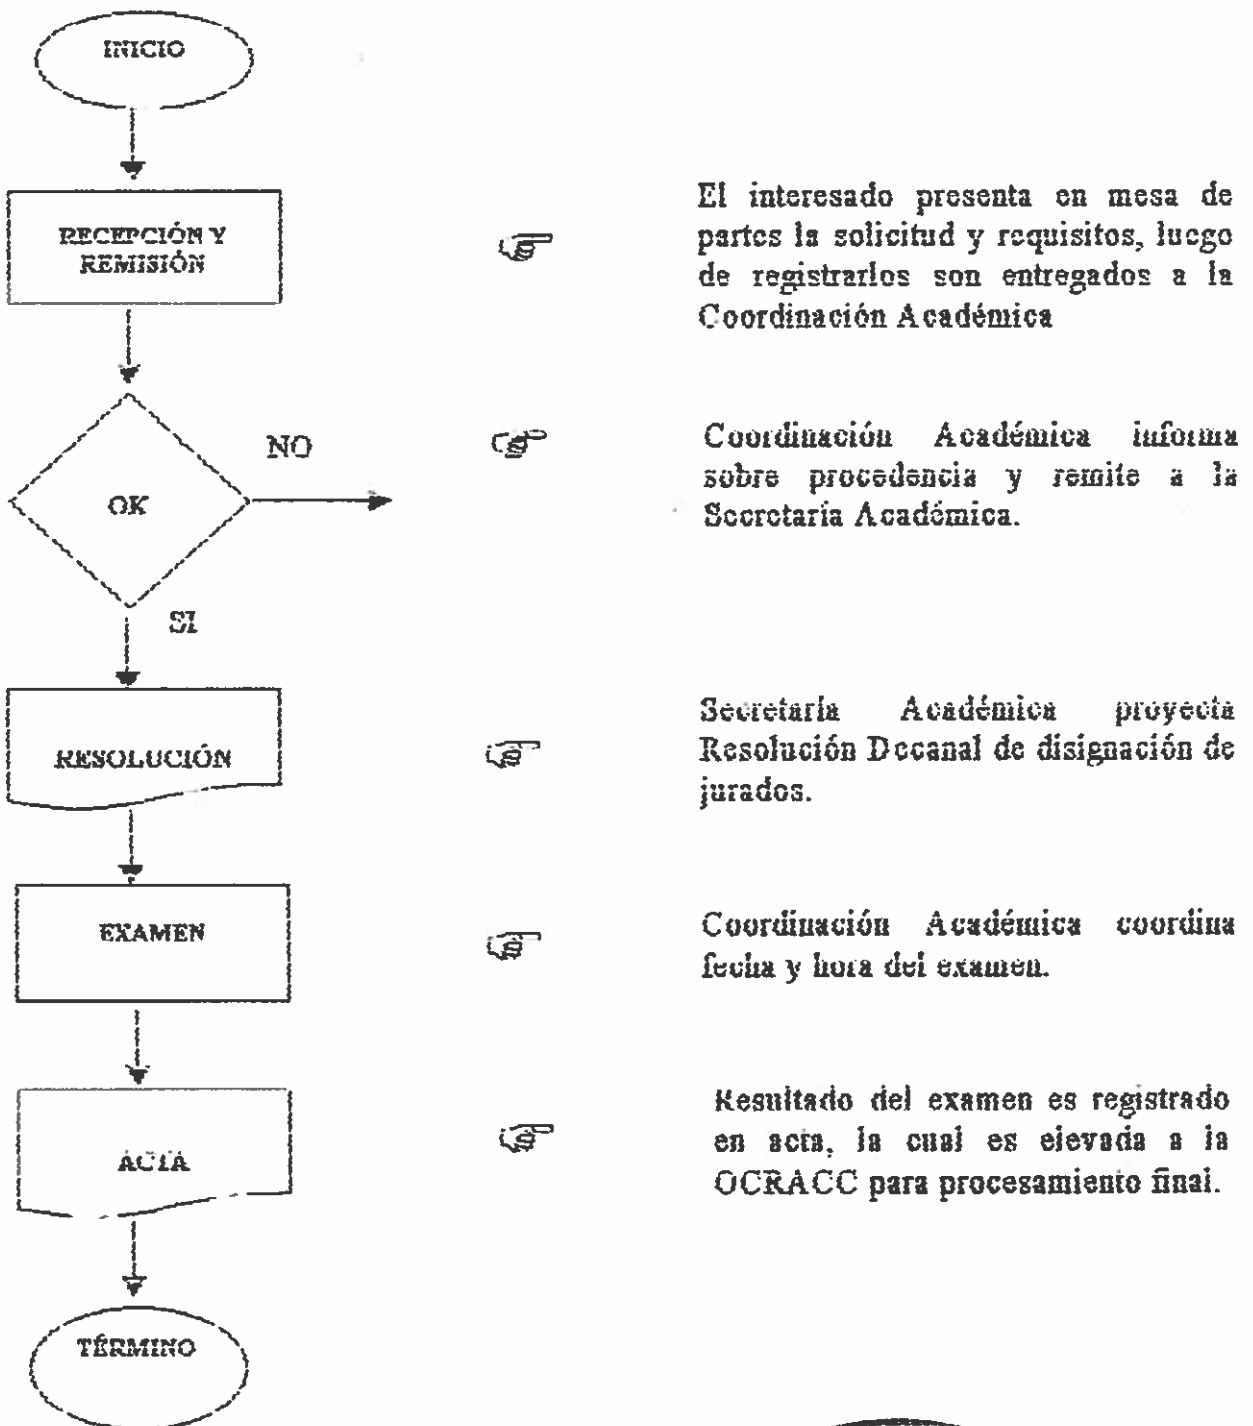 INICIO
RECEPCIÓN Y
REMISIÓN
El interesado presenta en mesa de
partes la solicitud y requisitos, luego
de registrarlos son entregados a la
Coordinación Académica
NO
OK
SI
Coordinación Académica informa
sobre procedencia y remite a la
Secretaría Académica.
RESOLUCIÓN
Secretaría Académica proyecta
Resolución Decanal de disignación de
jurados.
EXAMEN
Coordinación Académica coordina
fecha y hora del examen.
ACTA
Resultado del examen es registrado
en acta, la cual es elevada a la
OCRACC para procesamiento final.
TÉRMINO